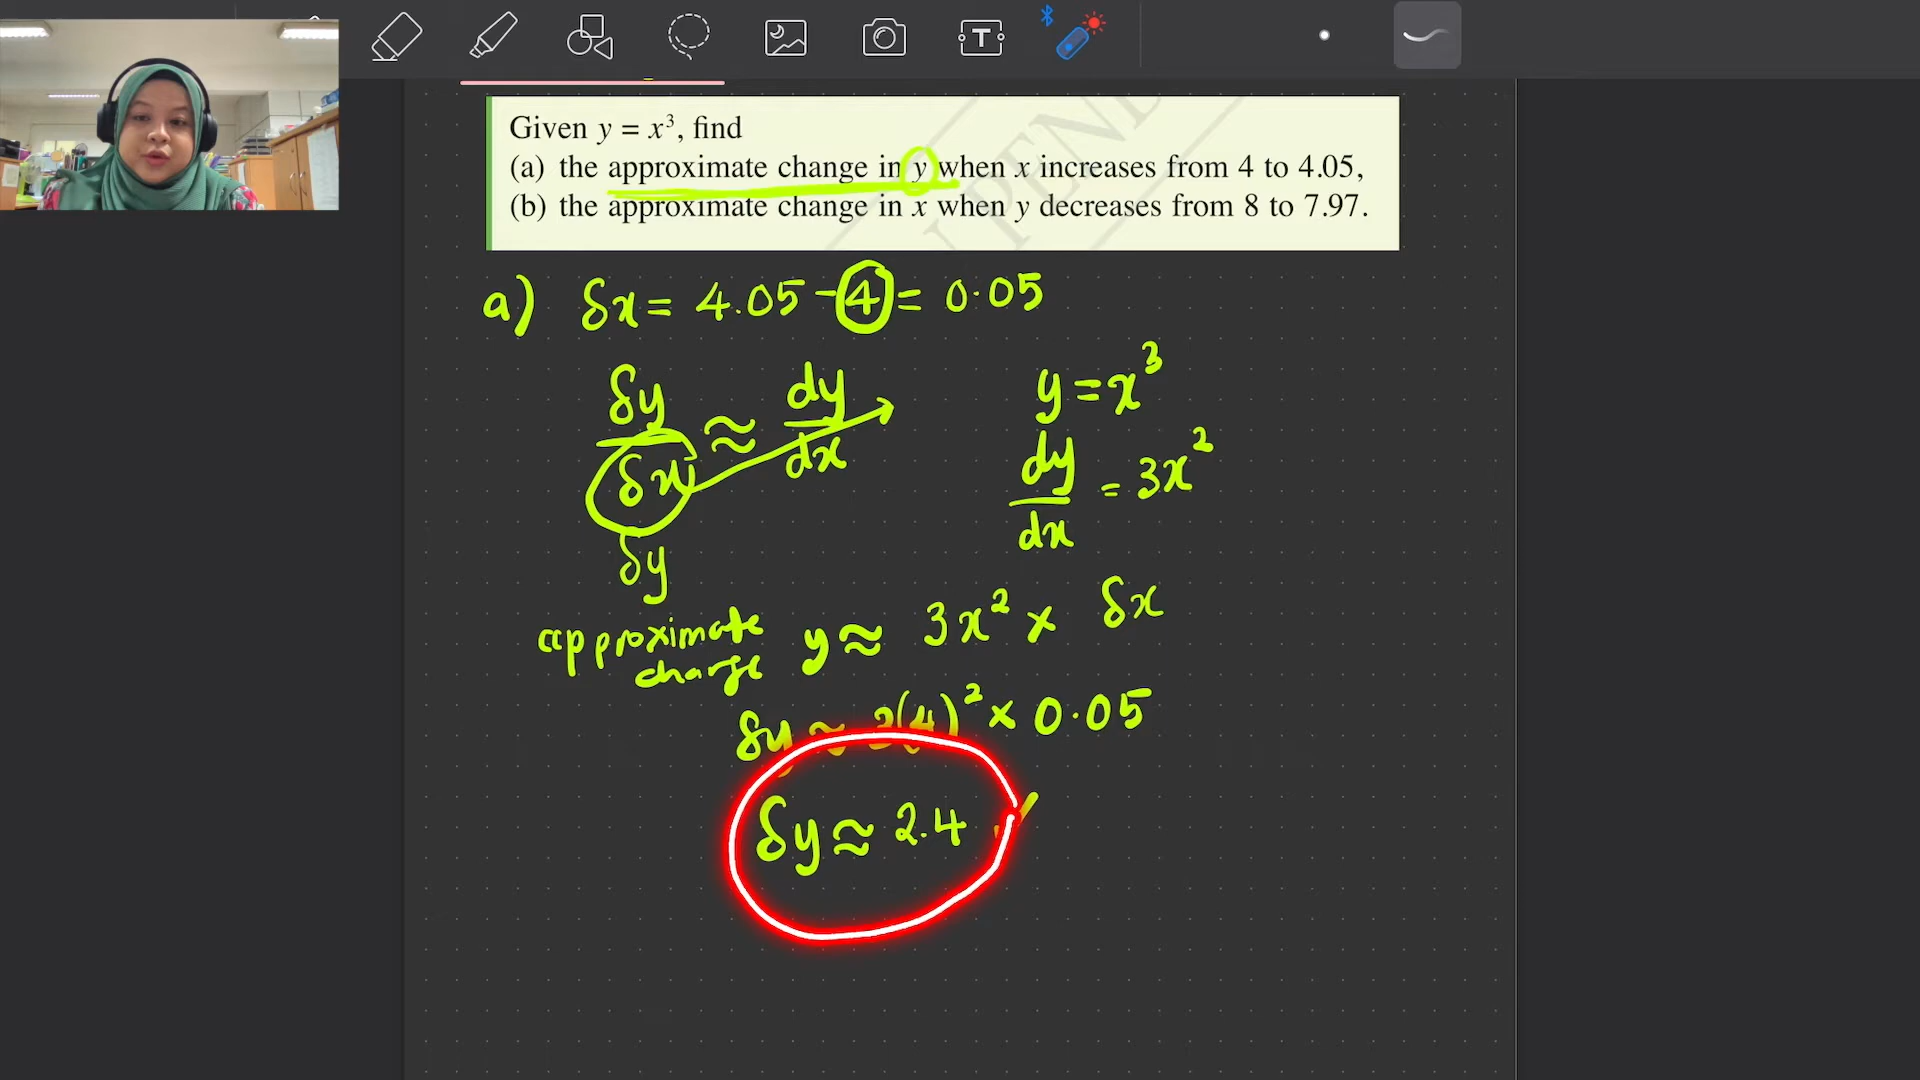 Given y = x³, find
(a) the approximate change in y when x increases from 4 to 4.05,
(b) the approximate change in x when y decreases from 8 to 7.97.
a) δx = 4.05 - 4 = 0.05
δy/δx ≈ dy/dx
y = x³
dy/dx = 3x²
δy
approximate change y ≈ 3x² × δx
δy ≈ 3(4)² × 0.05
δy ≈ 2.4